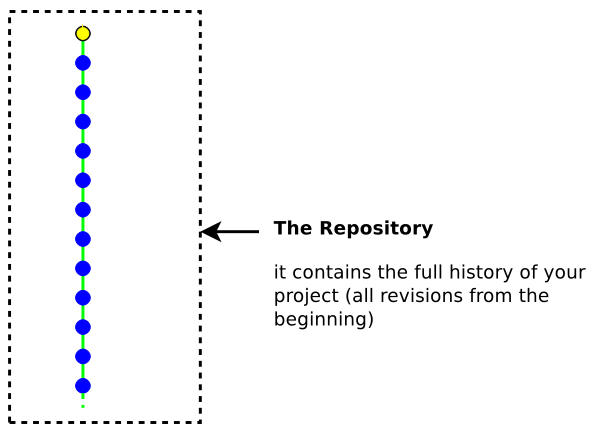 The Repository
it contains the full history of your
project (all revisions from the
beginning)